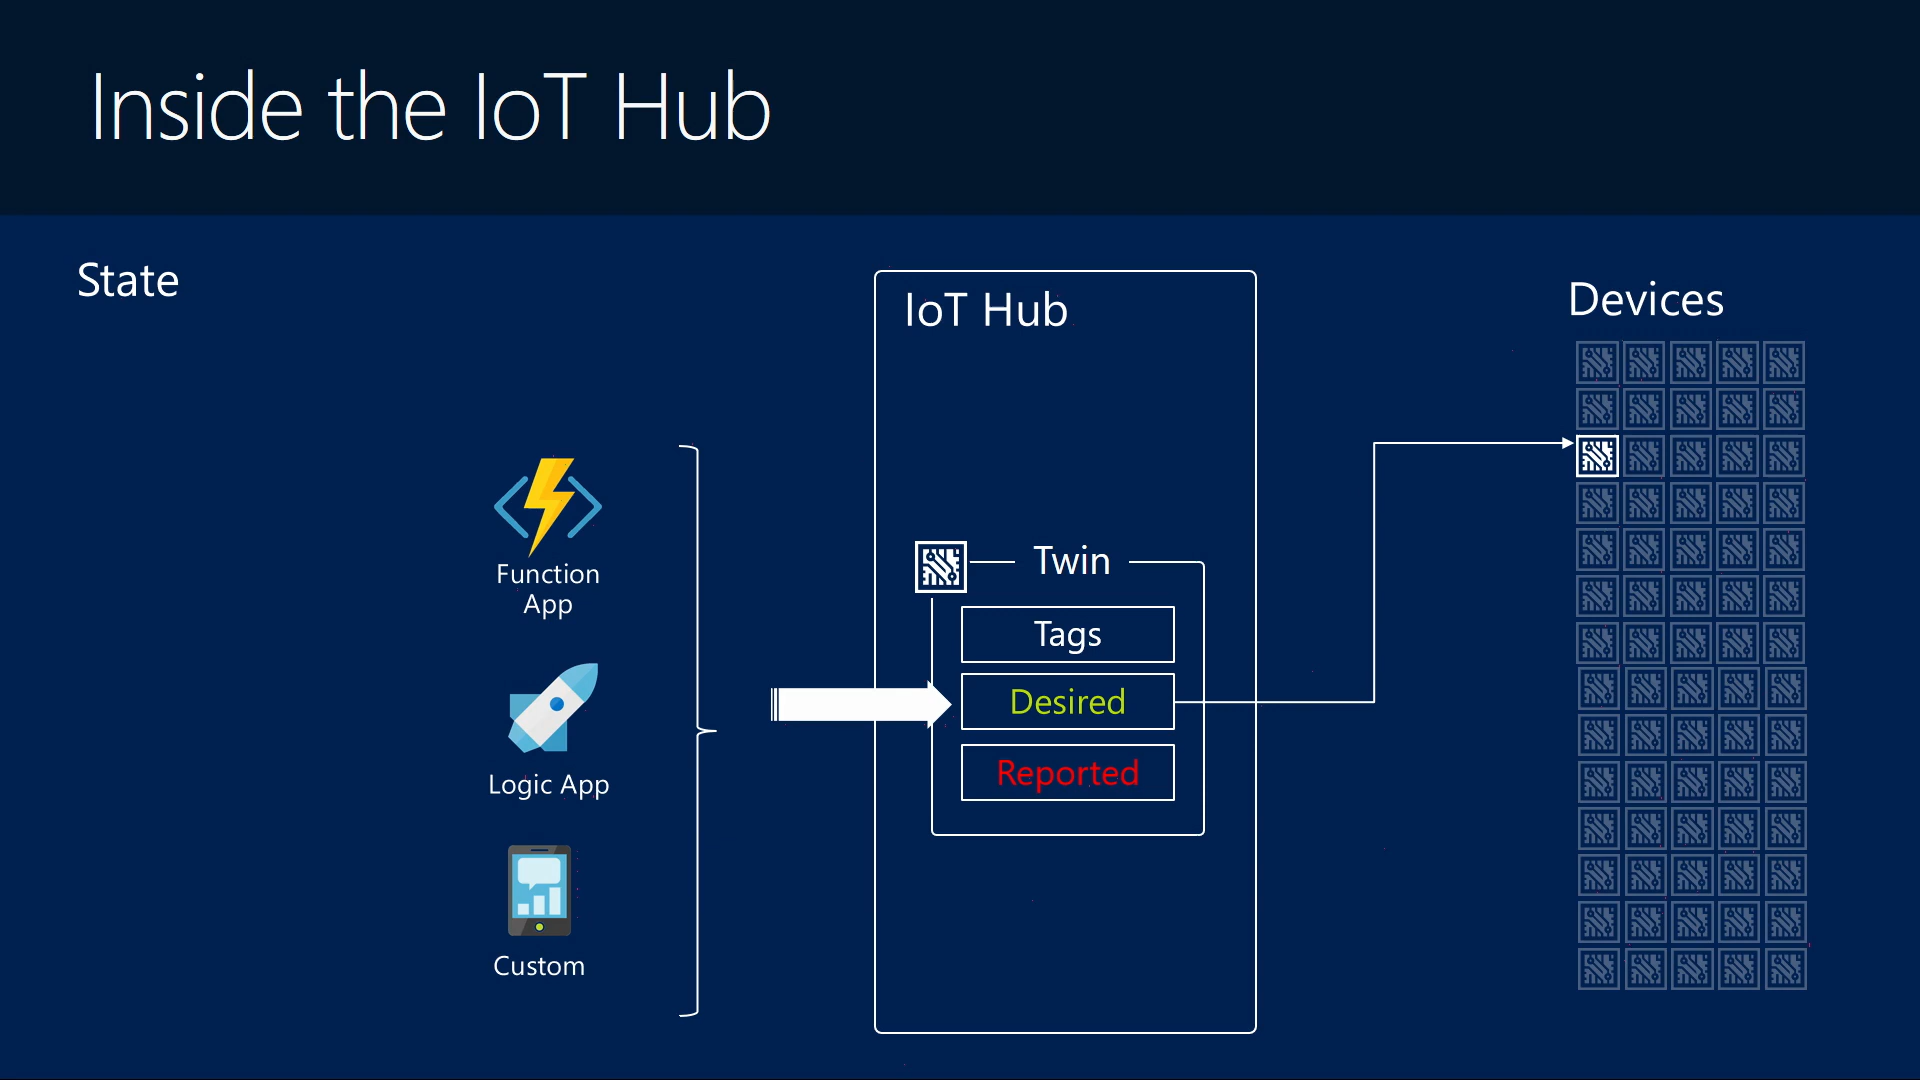 Inside the IoT Hub
State
IoT Hub
Devices
Function
App
Twin
Tags
Desired
Reported
Logic App
Custom